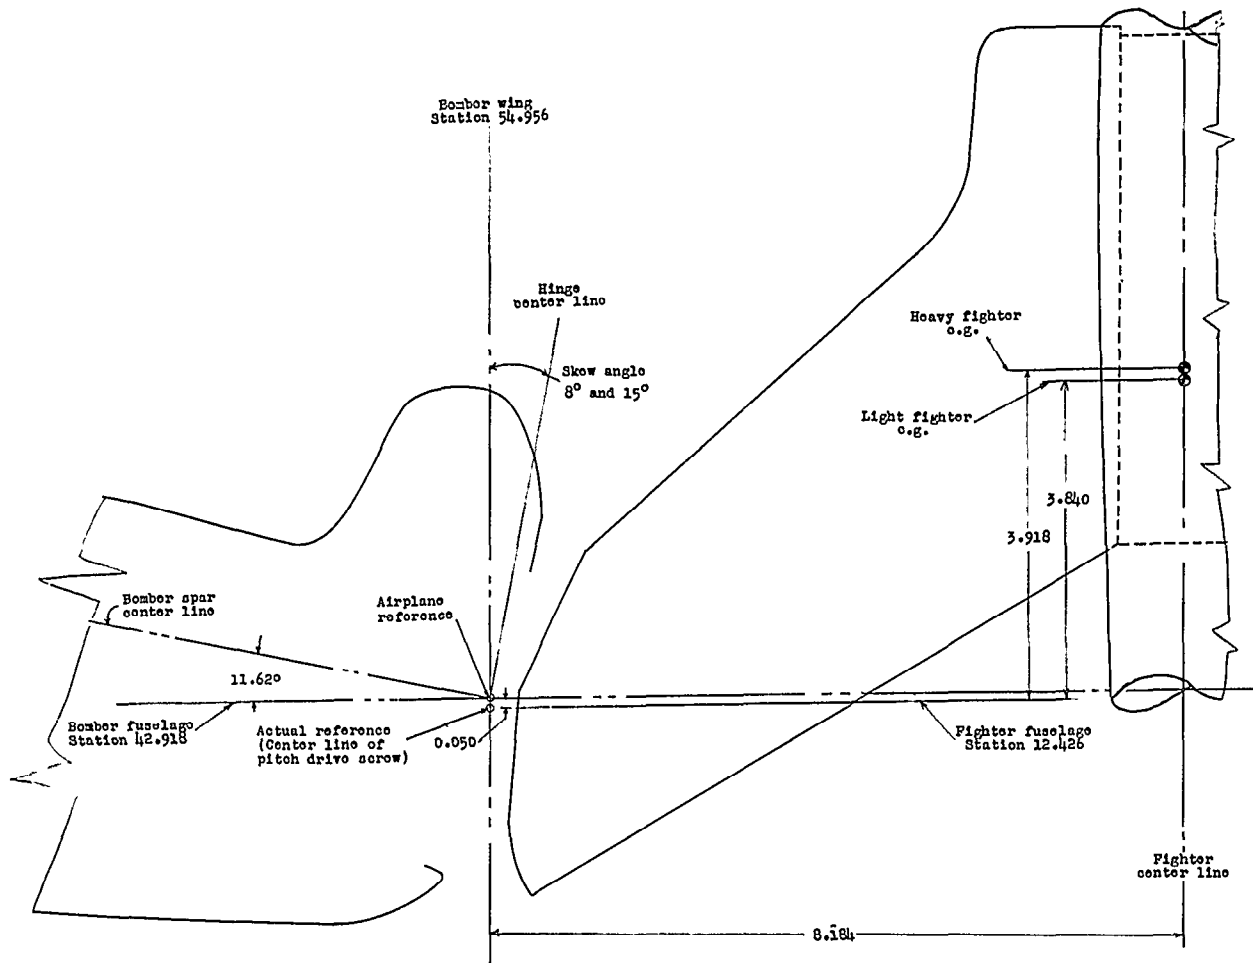 Bomber wing
Station 54.956
Hinge
center line
Skew angle
8° and 15°
Heavy fighter
c.g.
Light fighter
c.g.
3.840
3.918
Bomber spar
center line
Airplane
reference
11.62°
Bomber fuselage
Station 42.918
Actual reference
(Center line of
pitch drive screw)
0.050
Fighter fuselage
Station 12.426
Fighter
center line
8.184